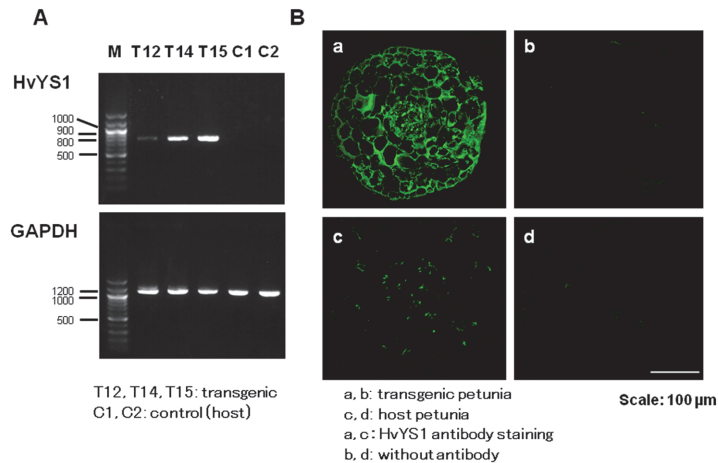 A
B
M T12 T14 T15 C1 C2
HvYS1
1000
900
800
500
GAPDH
1200
1000
500
T12, T14, T15: transgenic
C1, C2: control (host)
a
b
c
d
a, b: transgenic petunia
c, d: host petunia
a, c: HvYS1 antibody staining
b, d: without antibody
Scale: 100 µm